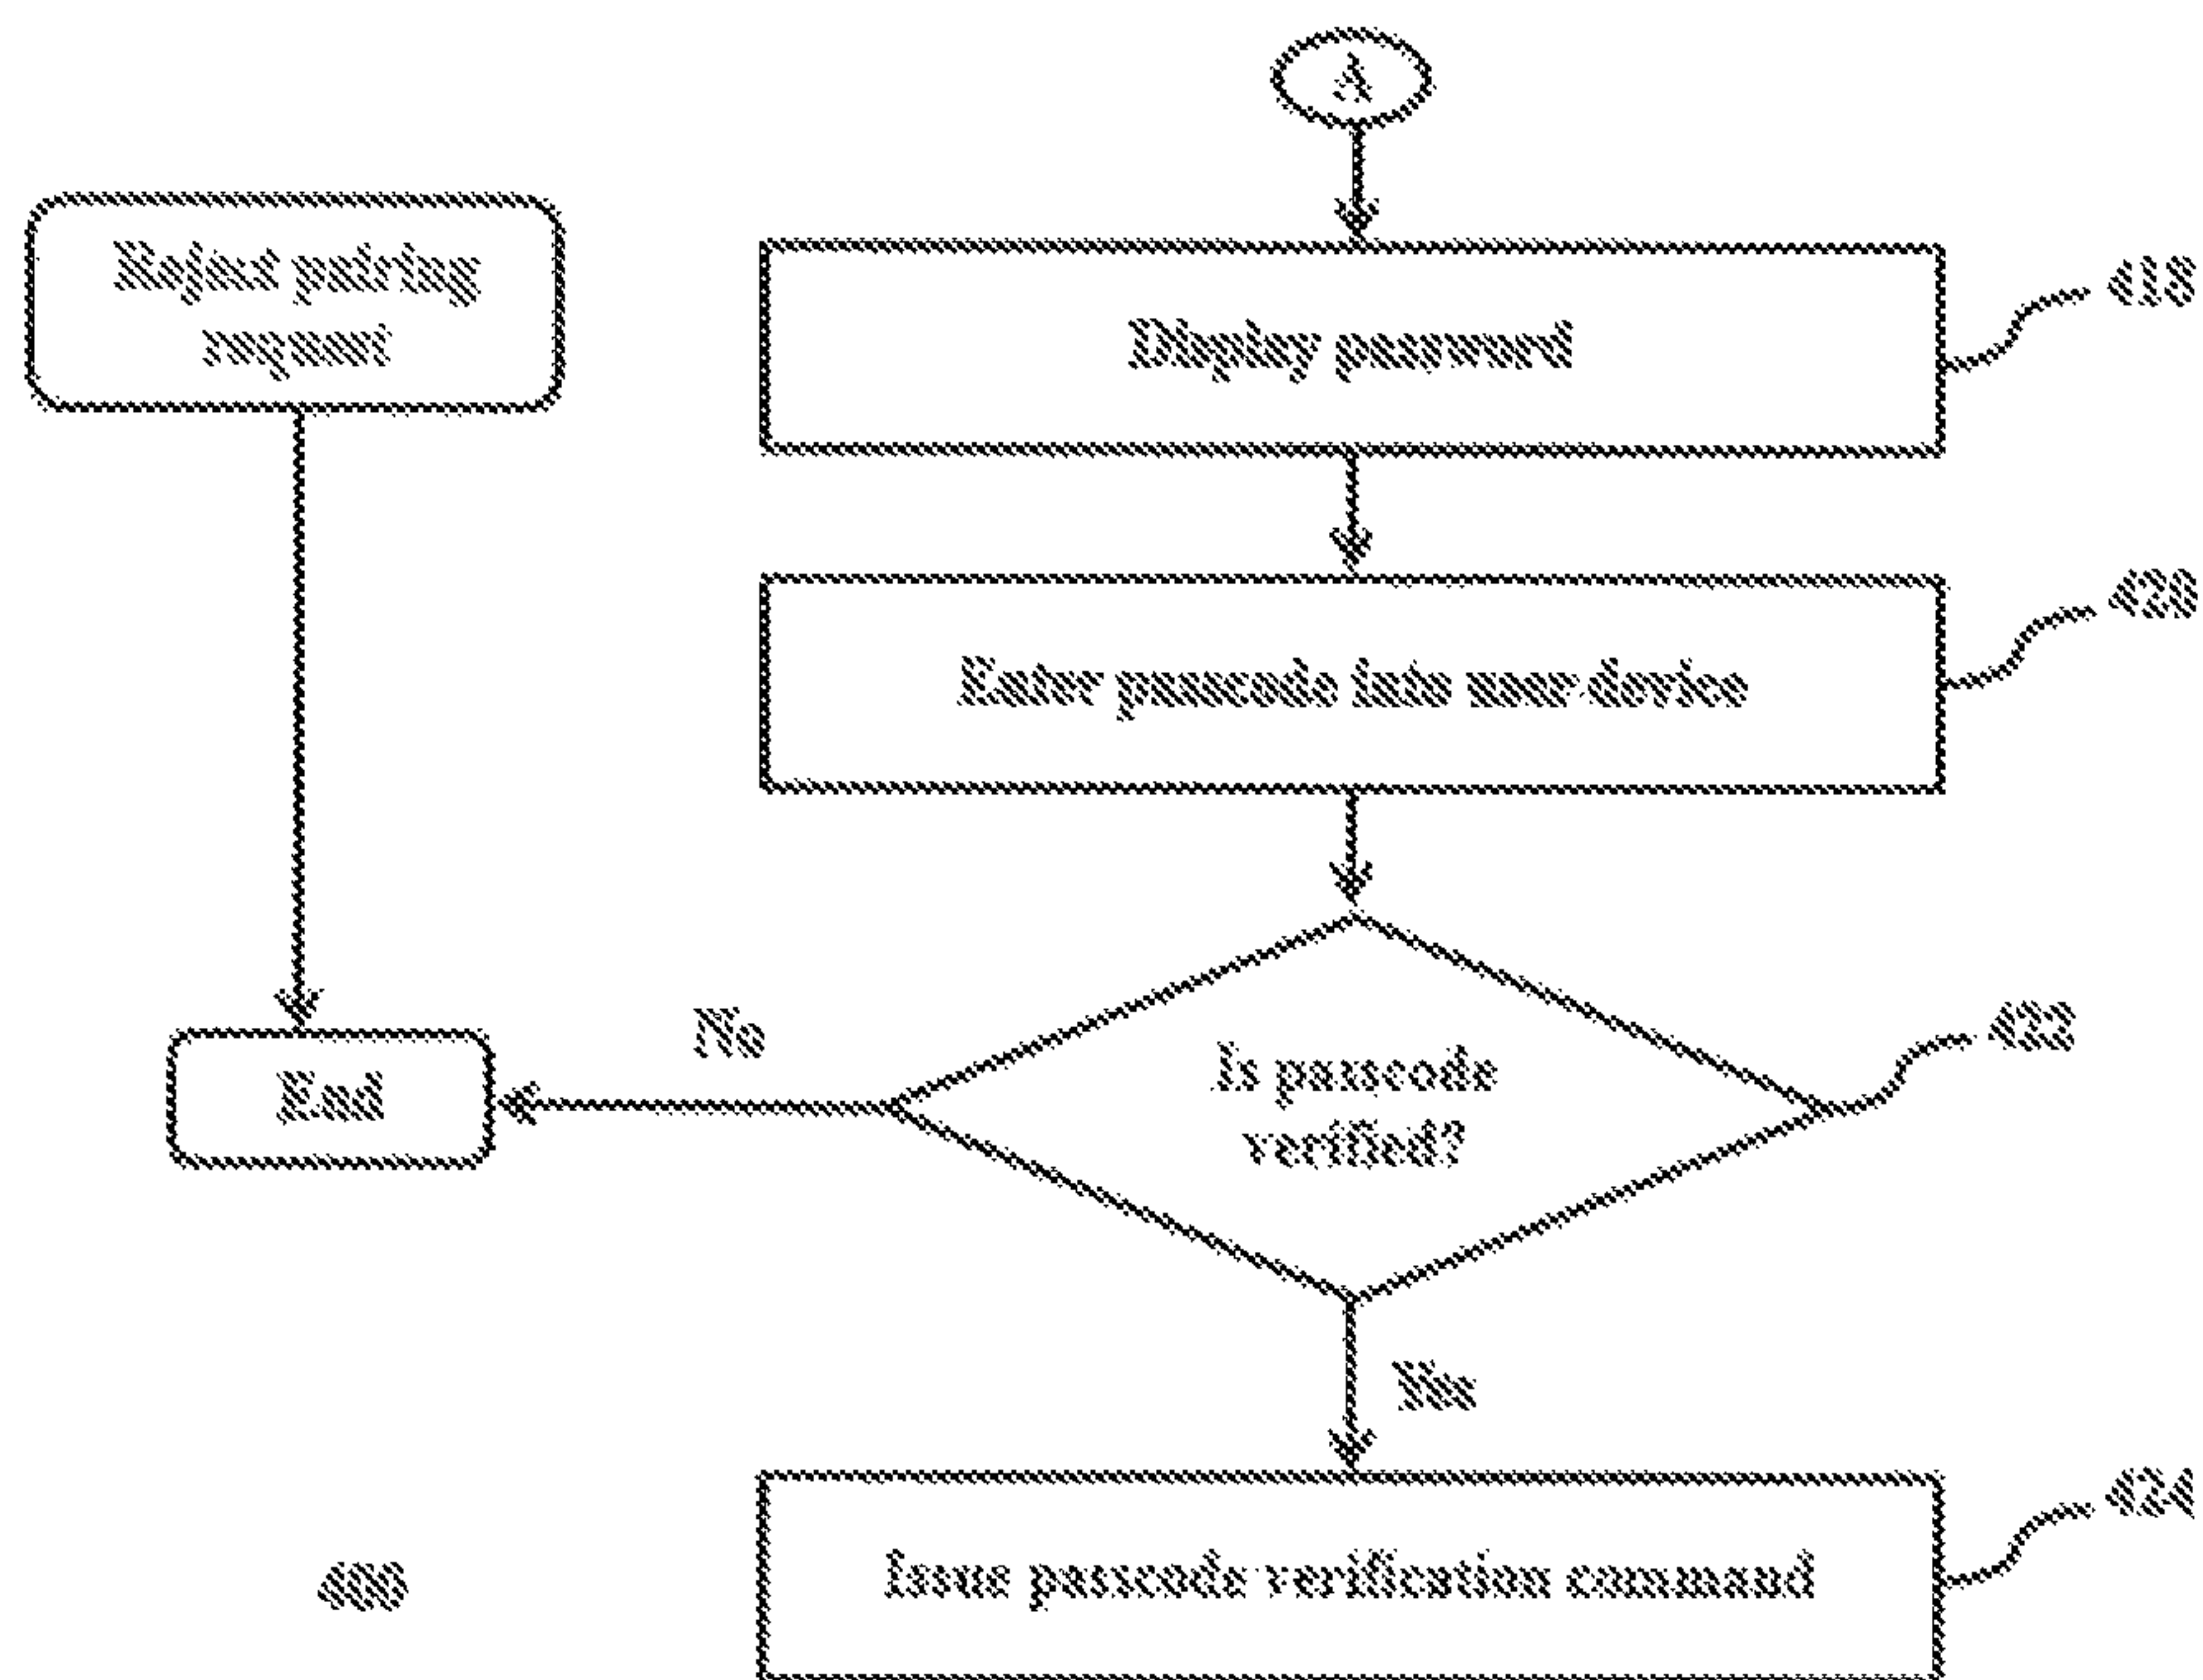 A
Reject pairing
request
Display password
418
Enter passcode into user device
420
Is passcode
verified?
422
No
End
Yes
Issue passcode verification command
424
400